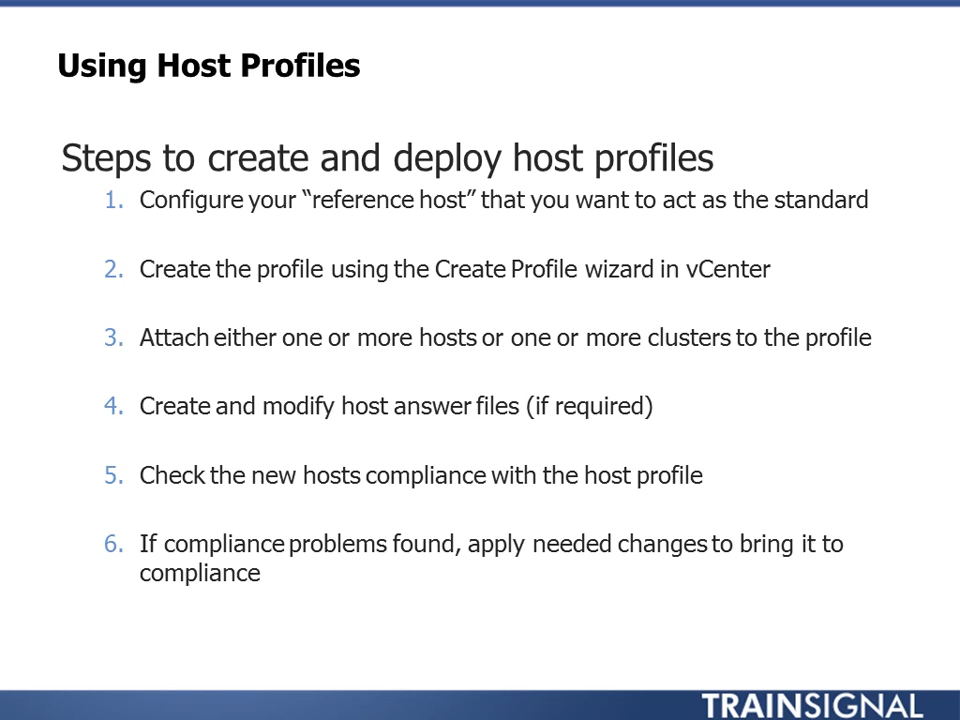 Using Host Profiles
Steps to create and deploy host profiles
1. Configure your “reference host” that you want to act as the standard
2. Create the profile using the Create Profile wizard in vCenter
3. Attach either one or more hosts or one or more clusters to the profile
4. Create and modify host answer files (if required)
5. Check the new hosts compliance with the host profile
6. If compliance problems found, apply needed changes to bring it to
compliance
TRAINSIGNAL